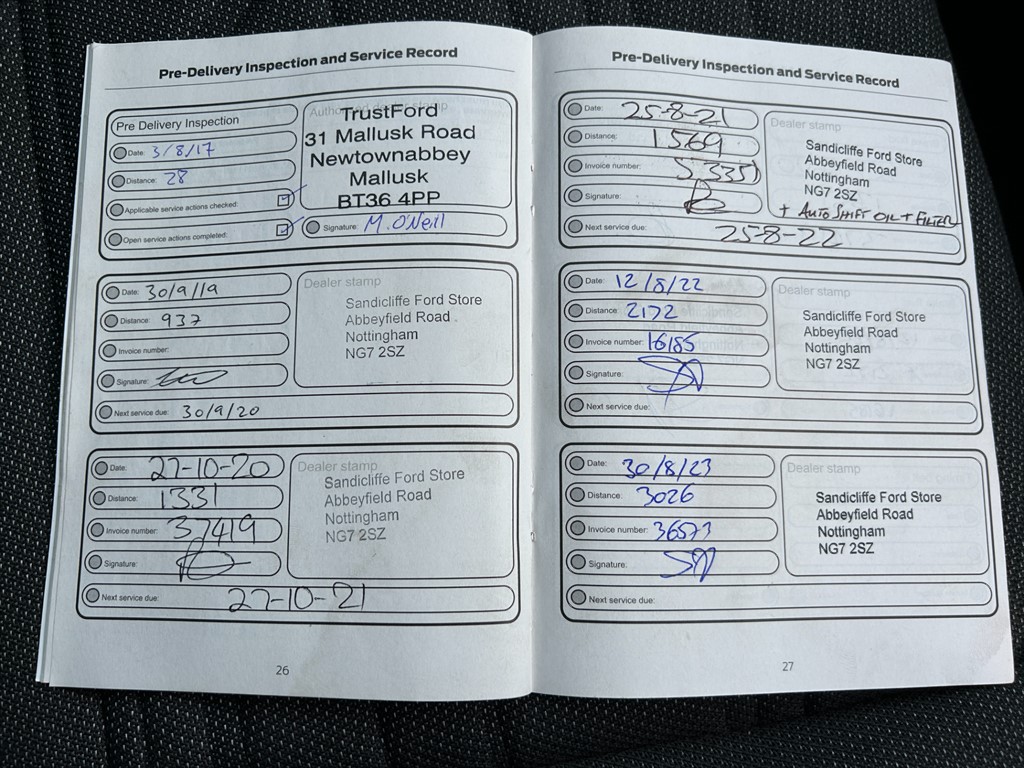 Pre-Delivery Inspection and Service Record
Pre Delivery Inspection
Date: 3/8/17
Distance: 28
Applicable service actions checked:
Open service actions completed:
Authorised dealer stamp
TrustFord
31 Mallusk Road
Newtownabbey
Mallusk
BT36 4PP
Signature: M. O'Neill
Date: 30/9/19
Distance: 937
Invoice number:
Signature:
Next service due: 30/9/20
Dealer stamp
Sandicliffe Ford Store
Abbeyfield Road
Nottingham
NG7 2SZ
Date: 27-10-20
Distance: 1331
Invoice number: 37419
Signature:
Next service due: 27-10-21
Dealer stamp
Sandicliffe Ford Store
Abbeyfield Road
Nottingham
NG7 2SZ
26
Pre-Delivery Inspection and Service Record
Date: 25-8-21
Distance: 1569
Invoice number: 53351
Signature:
Next service due: 25-8-22
Dealer stamp
Sandicliffe Ford Store
Abbeyfield Road
Nottingham
NG7 2SZ
+ AUTO SHIFT OIL + FILTER
Date: 12/8/22
Distance: 2172
Invoice number: 16185
Signature:
Next service due:
Dealer stamp
Sandicliffe Ford Store
Abbeyfield Road
Nottingham
NG7 2SZ
Date: 30/8/23
Distance: 3026
Invoice number: 36573
Signature:
Next service due:
Dealer stamp
Sandicliffe Ford Store
Abbeyfield Road
Nottingham
NG7 2SZ
27